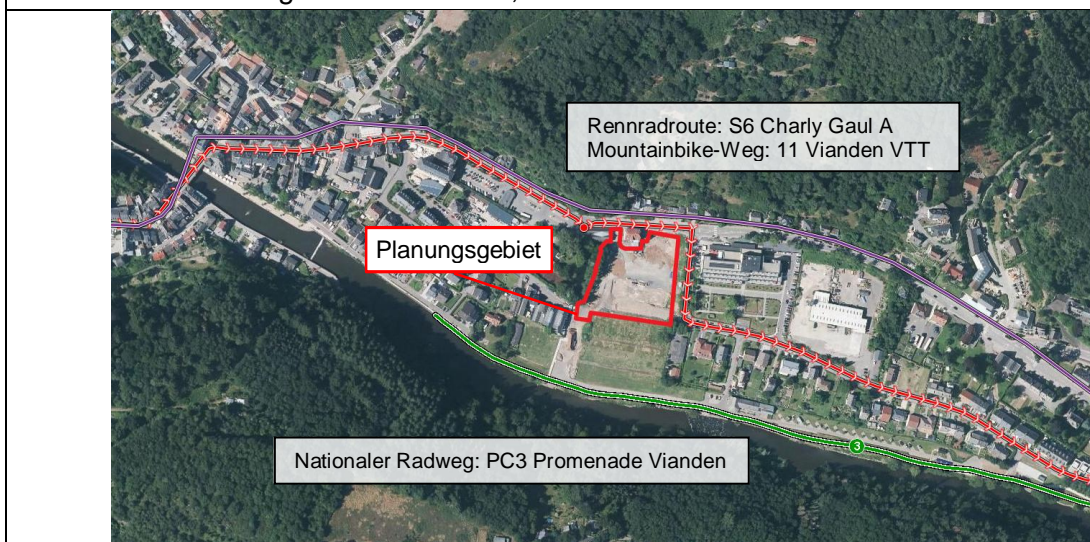 Rennradroute: S6 Charly Gaul A
Mountainbike-Weg: 11 Vianden VTT
Planungsgebiet
3
Nationaler Radweg: PC3 Promenade Vianden